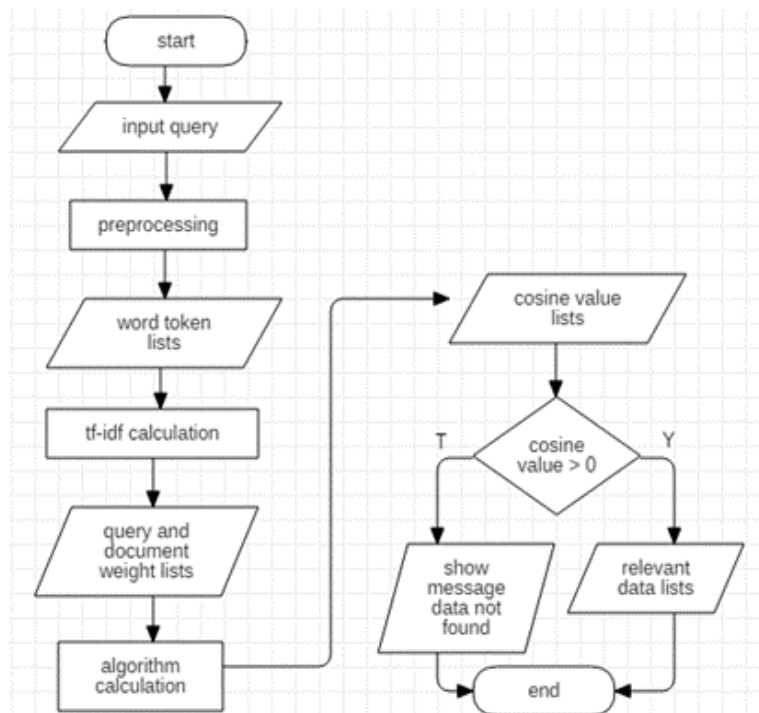 start
input query
preprocessing
word token
lists
tf-idf calculation
query and
document
weight lists
algorithm
calculation
cosine value
lists
cosine
value > 0
T
Y
show
message
data not
found
relevant
data lists
end